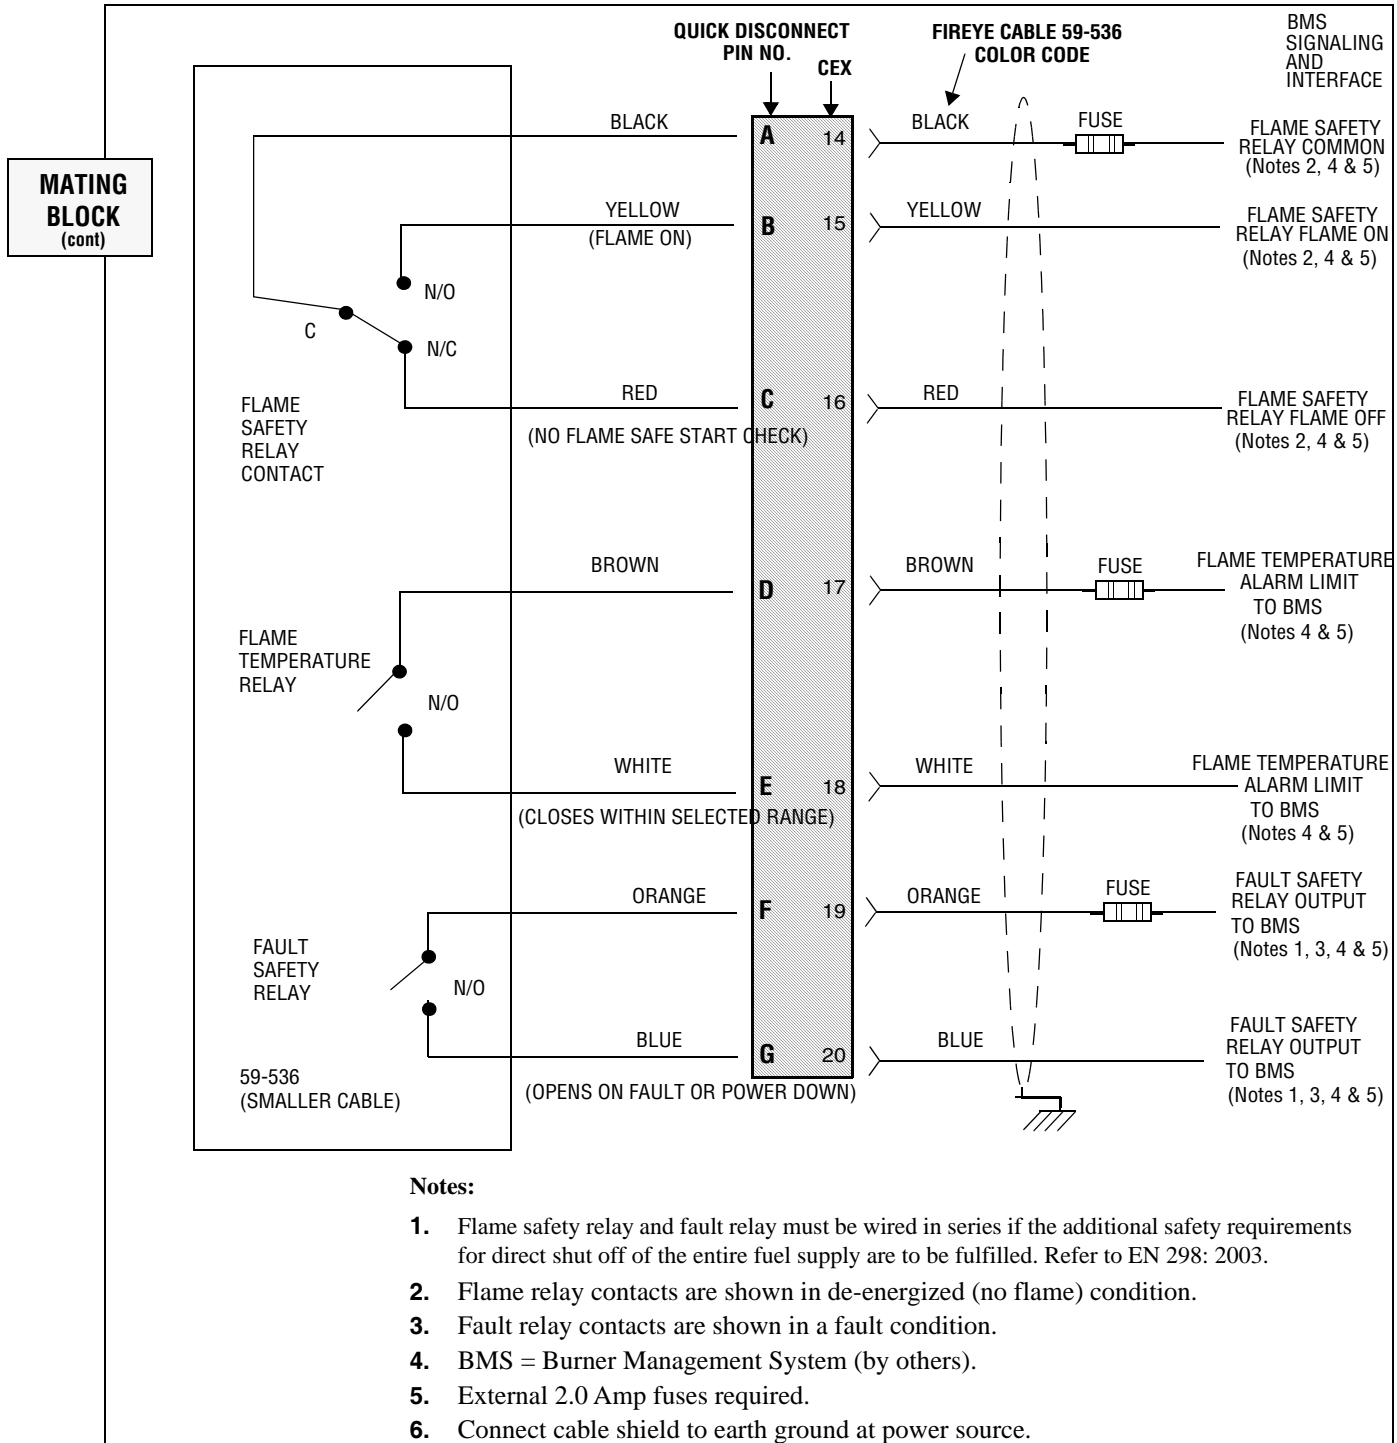 QUICK DISCONNECT
PIN NO.
CEX
FIREYE CABLE 59-536
COLOR CODE
BMS
SIGNALING
AND
INTERFACE
MATING
BLOCK
(cont)
BLACK
A
14
BLACK
FUSE
FLAME SAFETY
RELAY COMMON
(Notes 2, 4 & 5)
YELLOW
(FLAME ON)
B
15
YELLOW
FLAME SAFETY
RELAY FLAME ON
(Notes 2, 4 & 5)
N/O
C
N/C
FLAME
SAFETY
RELAY
CONTACT
RED
(NO FLAME SAFE START CHECK)
C
16
RED
FLAME SAFETY
RELAY FLAME OFF
(Notes 2, 4 & 5)
BROWN
D
17
BROWN
FUSE
FLAME TEMPERATURE
ALARM LIMIT
TO BMS
(Notes 4 & 5)
FLAME
TEMPERATURE
RELAY
N/O
WHITE
(CLOSES WITHIN SELECTED RANGE)
E
18
WHITE
FLAME TEMPERATURE
ALARM LIMIT
TO BMS
(Notes 4 & 5)
ORANGE
F
19
ORANGE
FUSE
FAULT SAFETY
RELAY OUTPUT
TO BMS
(Notes 1, 3, 4 & 5)
FAULT
SAFETY
RELAY
N/O
BLUE
G
20
BLUE
FAULT SAFETY
RELAY OUTPUT
TO BMS
(Notes 1, 3, 4 & 5)
(OPENS ON FAULT OR POWER DOWN)
59-536
(SMALLER CABLE)
Notes:
1. Flame safety relay and fault relay must be wired in series if the additional safety requirements
for direct shut off of the entire fuel supply are to be fulfilled. Refer to EN 298: 2003.
2. Flame relay contacts are shown in de-energized (no flame) condition.
3. Fault relay contacts are shown in a fault condition.
4. BMS = Burner Management System (by others).
5. External 2.0 Amp fuses required.
6. Connect cable shield to earth ground at power source.